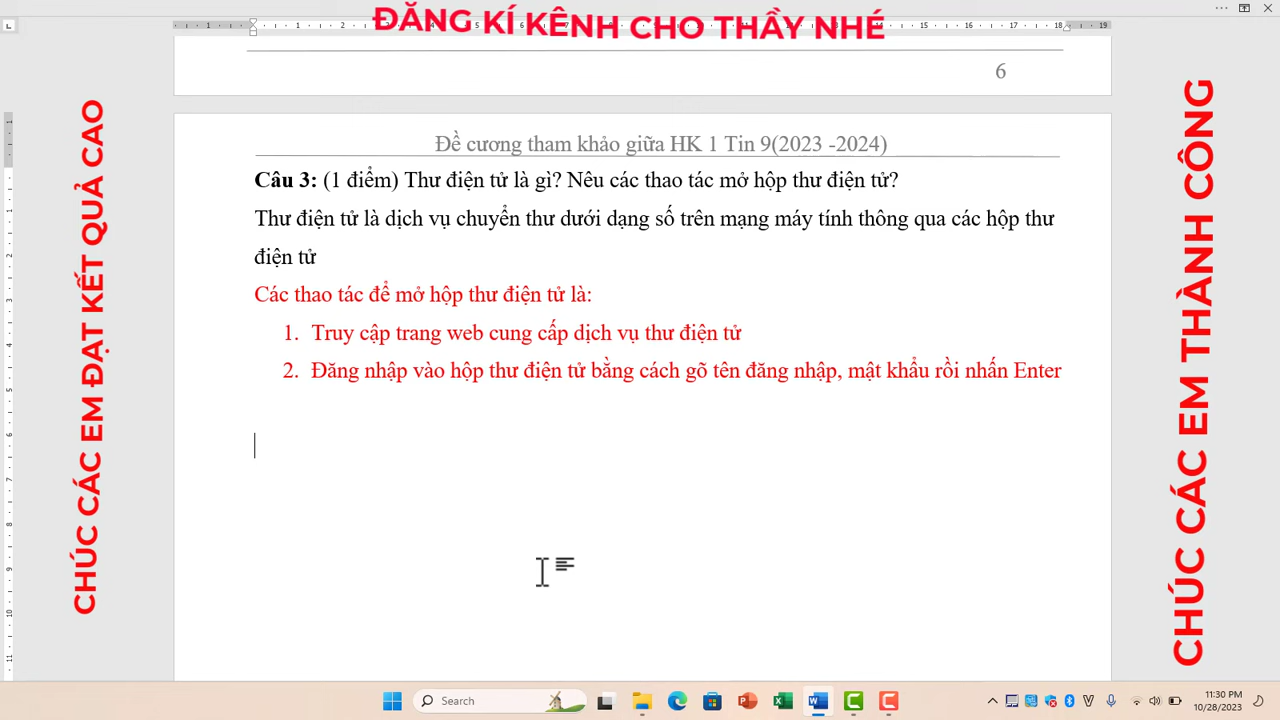 ĐĂNG KÍ KÊNH CHO THẦY NHÉ
6
Đề cương tham khảo giữa HK 1 Tin 9(2023 -2024)
Câu 3: (1 điểm) Thư điện tử là gì? Nêu các thao tác mở hộp thư điện tử?
Thư điện tử là dịch vụ chuyển thư dưới dạng số trên mạng máy tính thông qua các hộp thư
điện tử
Các thao tác để mở hộp thư điện tử là:
1. Truy cập trang web cung cấp dịch vụ thư điện tử
2. Đăng nhập vào hộp thư điện tử bằng cách gõ tên đăng nhập, mật khẩu rồi nhấn Enter
CHÚC CÁC EM ĐẠT KẾT QUẢ CAO
CHÚC CÁC EM THÀNH CÔNG
Search
11:30 PM
10/28/2023